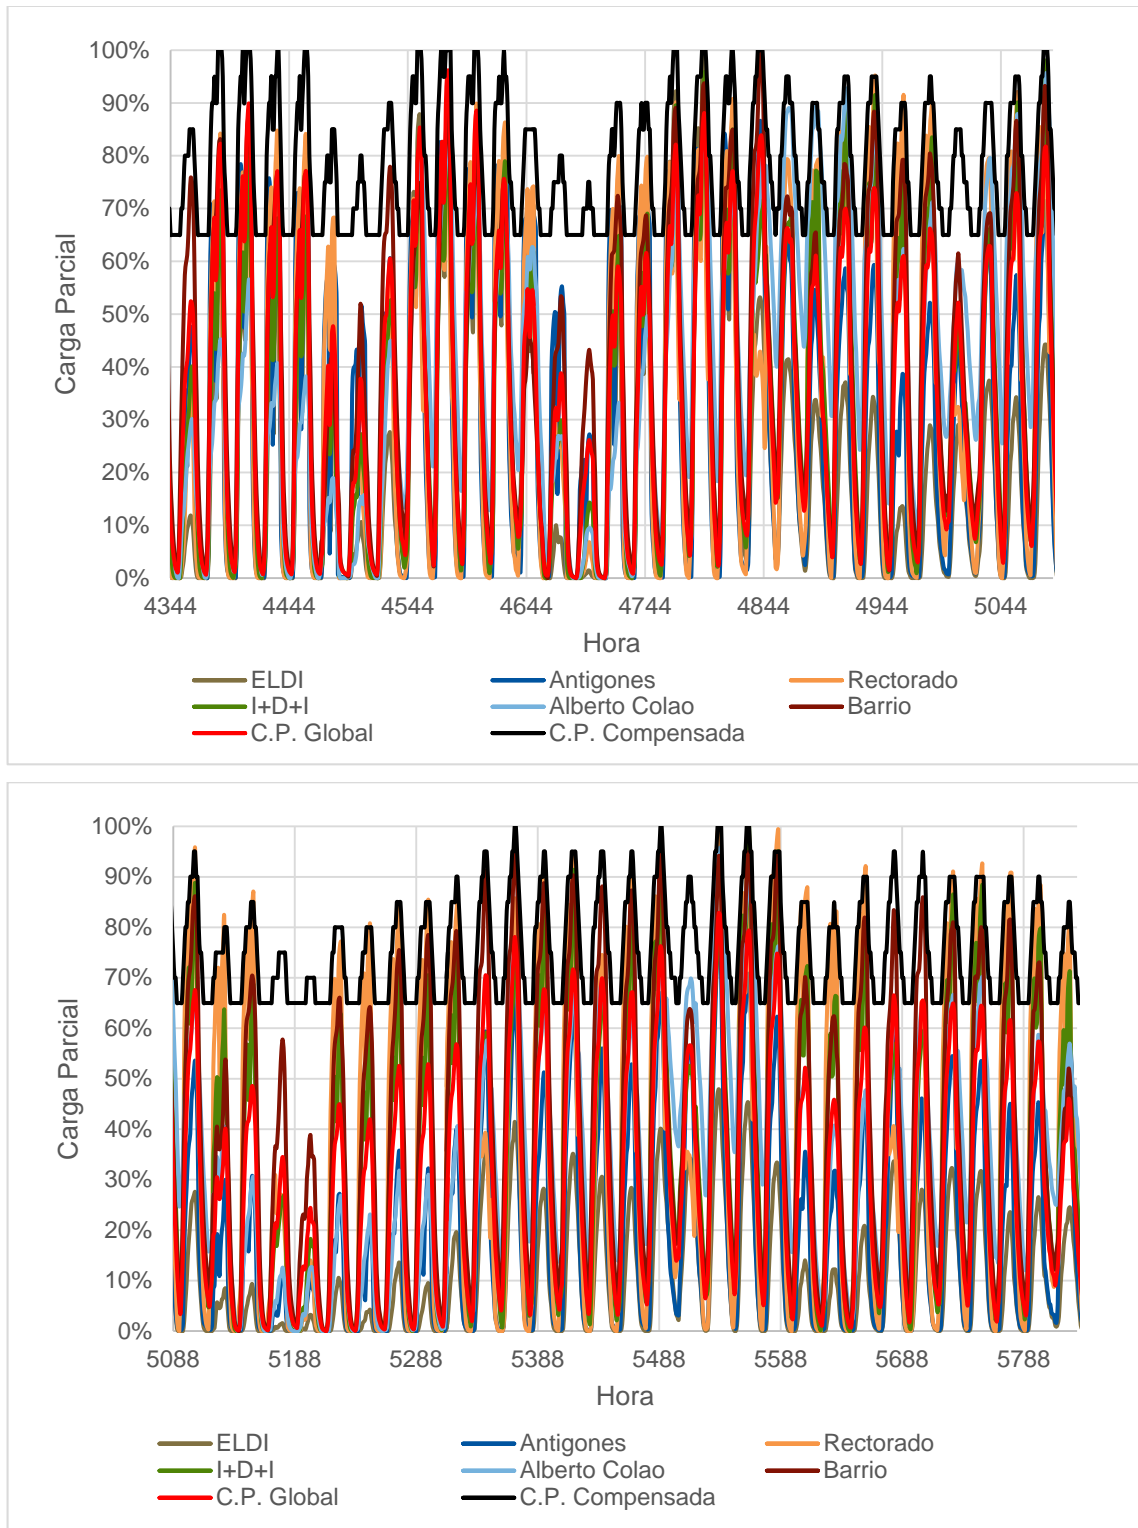 100%
90%
80%
70%
60%
50%
40%
30%
20%
10%
0%
Carga Parcial
4344 4444 4544 4644 4744 4844 4944 5044
Hora
ELDI Antigones Rectorado
I+D+I Alberto Colao Barrio
C.P. Global C.P. Compensada
100%
90%
80%
70%
60%
50%
40%
30%
20%
10%
0%
Carga Parcial
5088 5188 5288 5388 5488 5588 5688 5788
Hora
ELDI Antigones Rectorado
I+D+I Alberto Colao Barrio
C.P. Global C.P. Compensada